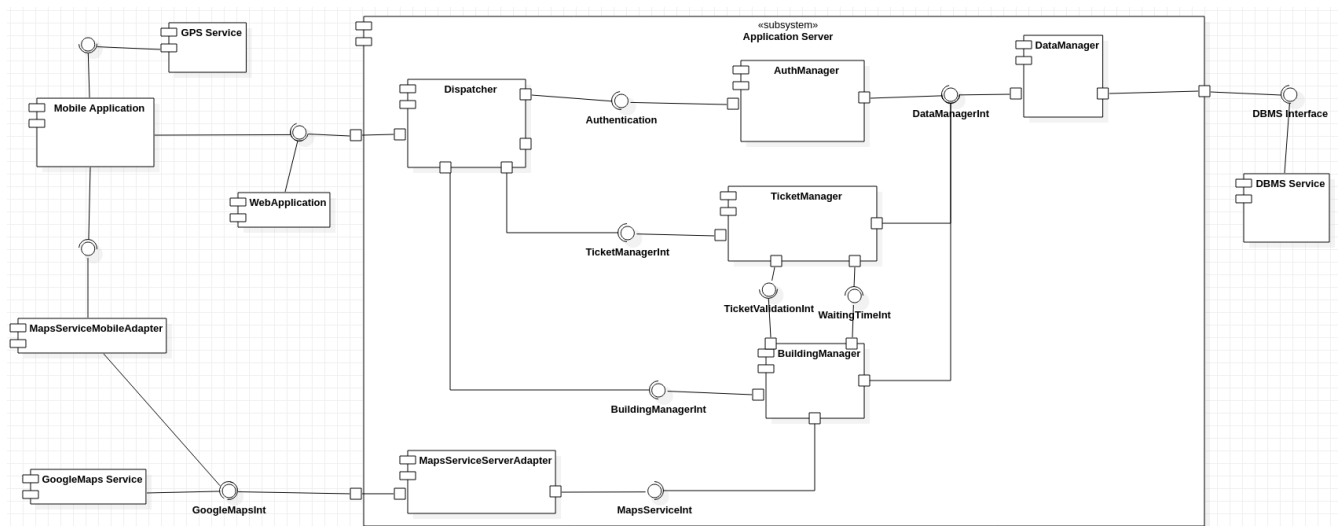 «subsystem»
Application Server
GPS Service
DataManager
AuthManager
Dispatcher
Mobile Application
Authentication
DataManagerInt
DBMS Interface
DBMS Service
WebApplication
TicketManager
TicketManagerInt
TicketValidationInt
WaitingTimeInt
MapsServiceMobileAdapter
BuildingManager
BuildingManagerInt
MapsServiceServerAdapter
GoogleMaps Service
GoogleMapsInt
MapsServiceInt